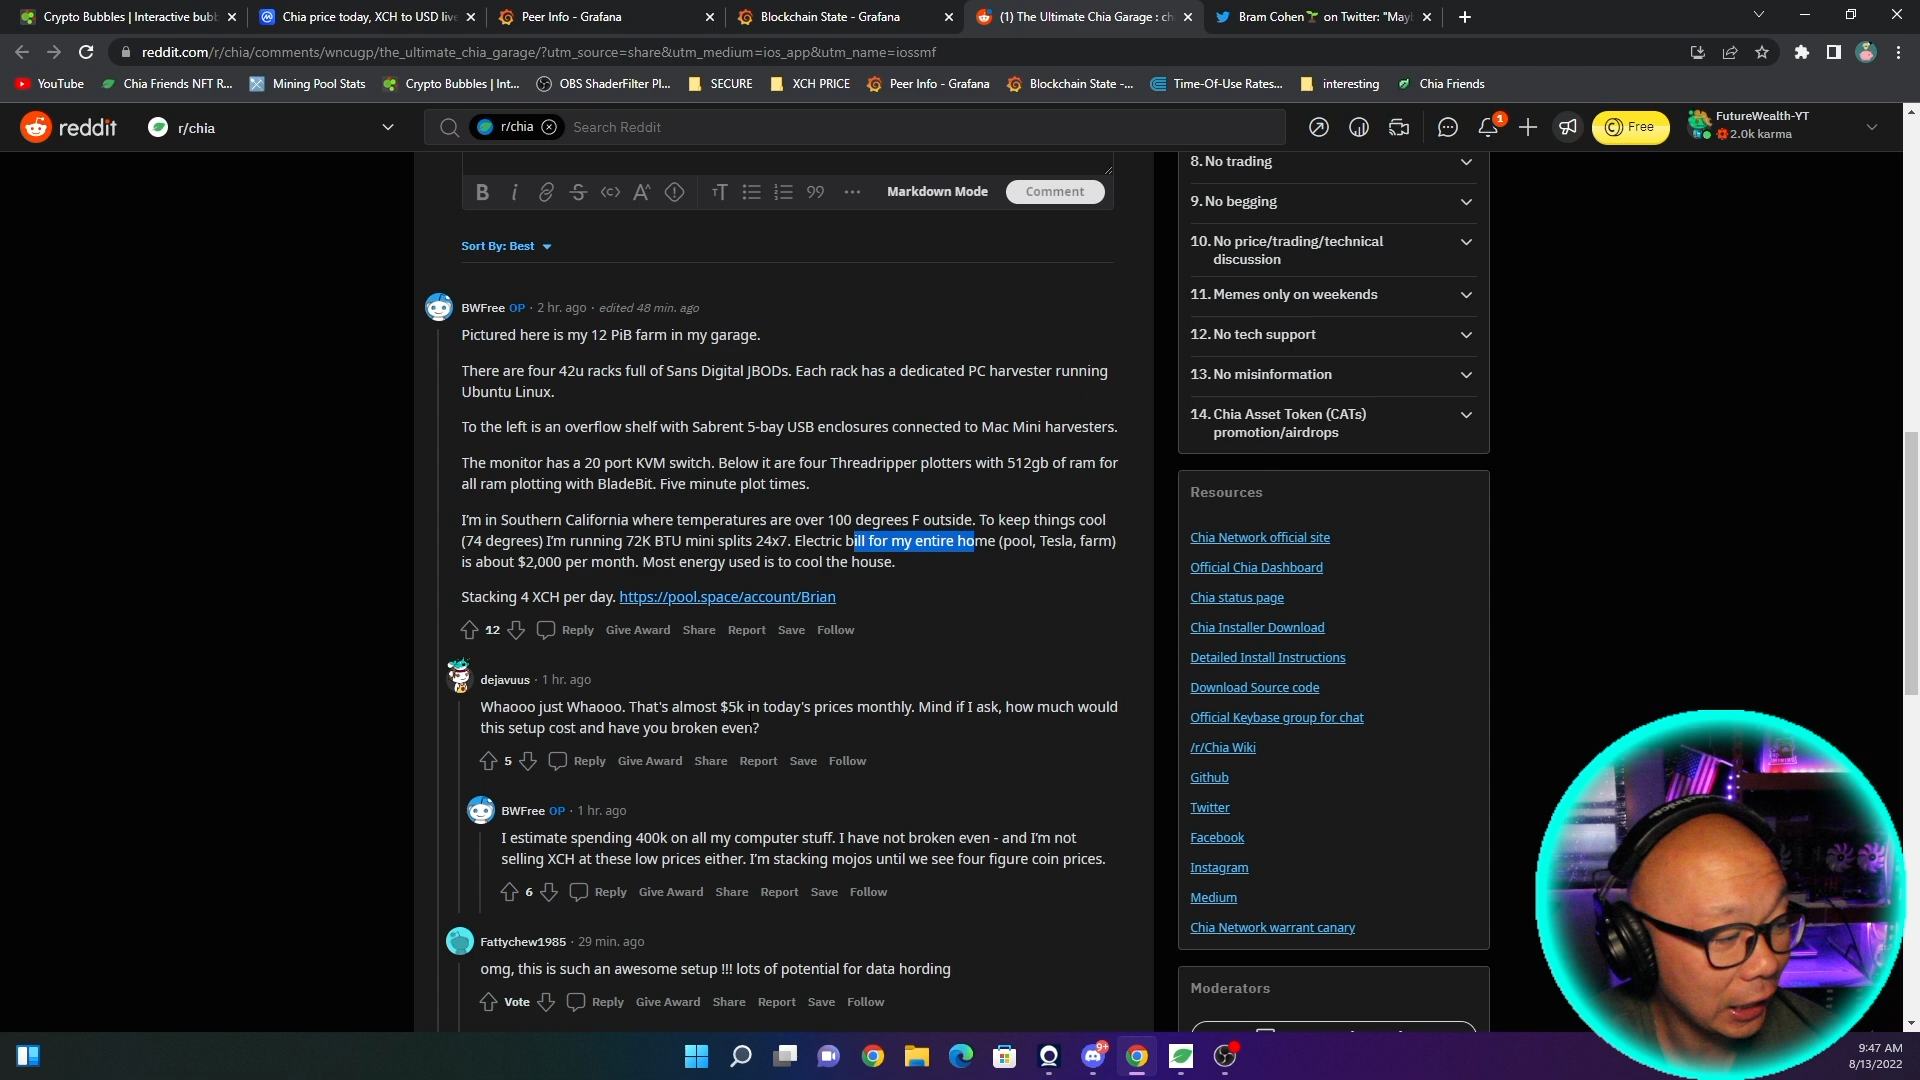 Crypto Bubbles | Interactive bubb
Chia price today, XCH to USD live
Peer Info - Grafana
Blockchain State - Grafana
(1) The Ultimate Chia Garage : ch
Bram Cohen on Twitter: "Mayb
reddit.com/r/chia/comments/wncugp/the_ultimate_chia_garage/?utm_source=share&utm_medium=ios_app&utm_name=iossmf
YouTube
Chia Friends NFT R...
Mining Pool Stats
Crypto Bubbles | Int...
OBS ShaderFilter Pl...
SECURE
XCH PRICE
Peer Info - Grafana
Blockchain State -...
Time-Of-Use Rates...
interesting
Chia Friends
reddit
r/chia
r/chia
Search Reddit
1
Free
FutureWealth-YT
2.0k karma
Markdown Mode
Comment
Sort By: Best
BWFree OP · 2 hr. ago · edited 48 min. ago
Pictured here is my 12 PiB farm in my garage.
There are four 42u racks full of Sans Digital JBODs. Each rack has a dedicated PC harvester running
Ubuntu Linux.
To the left is an overflow shelf with Sabrent 5-bay USB enclosures connected to Mac Mini harvesters.
The monitor has a 20 port KVM switch. Below it are four Threadripper plotters with 512gb of ram for
all ram plotting with BladeBit. Five minute plot times.
I'm in Southern California where temperatures are over 100 degrees F outside. To keep things cool
(74 degrees) I'm running 72K BTU mini splits 24x7. Electric bill for my entire home (pool, Tesla, farm)
is about $2,000 per month. Most energy used is to cool the house.
Stacking 4 XCH per day. https://pool.space/account/Brian
12 Reply Give Award Share Report Save Follow
dejavuus · 1 hr. ago
Whaooo just Whaooo. That's almost $5k in today's prices monthly. Mind if I ask, how much would
this setup cost and have you broken even?
5 Reply Give Award Share Report Save Follow
BWFree OP · 1 hr. ago
I estimate spending 400k on all my computer stuff. I have not broken even - and I'm not
selling XCH at these low prices either. I'm stacking mojos until we see four figure coin prices.
6 Reply Give Award Share Report Save Follow
Fattychew1985 · 29 min. ago
omg, this is such an awesome setup !!! lots of potential for data hording
Vote Reply Give Award Share Report Save Follow
8. No trading
9. No begging
10. No price/trading/technical
discussion
11. Memes only on weekends
12. No tech support
13. No misinformation
14. Chia Asset Token (CATs)
promotion/airdrops
Resources
Chia Network official site
Official Chia Dashboard
Chia status page
Chia Installer Download
Detailed Install Instructions
Download Source code
Official Keybase group for chat
/r/Chia Wiki
Github
Twitter
Facebook
Instagram
Medium
Chia Network warrant canary
Moderators
9+
9:47 AM
8/13/2022